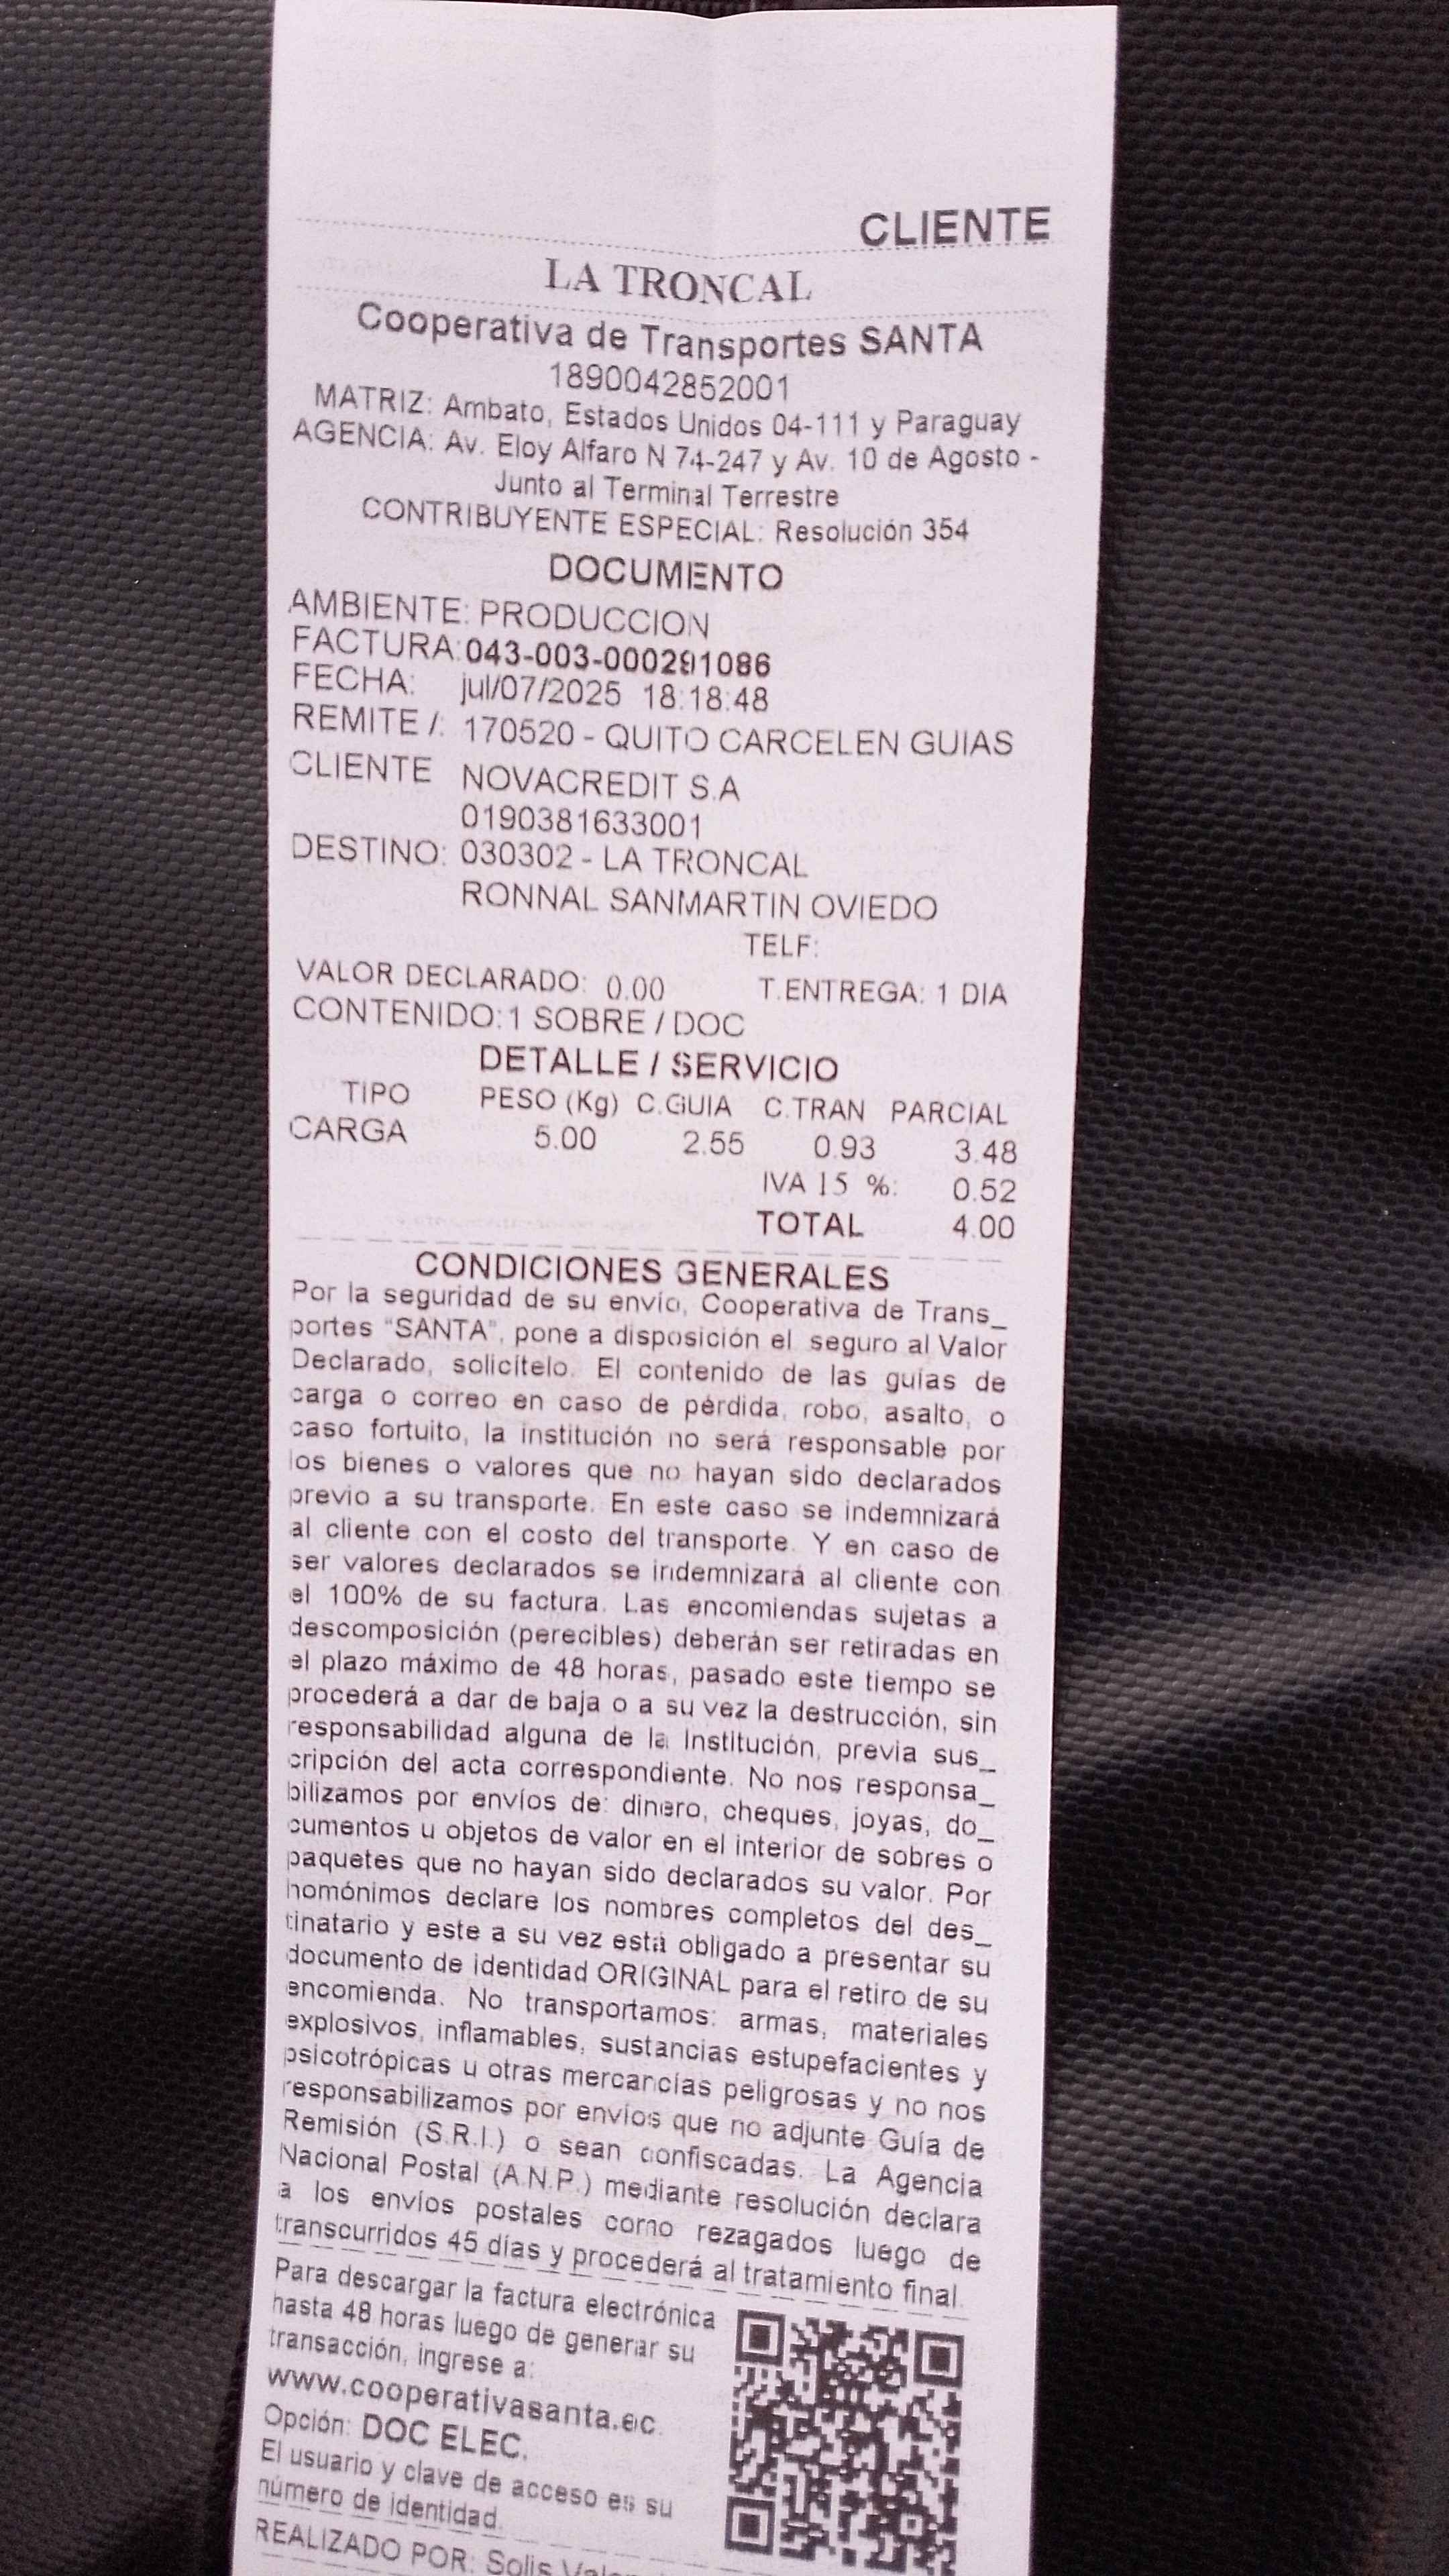 CLIENTE
LA TRONCAL
Cooperativa de Transportes SANTA
1890042852001
MATRIZ: Ambato, Estados Unidos 04-111 y Paraguay
AGENCIA: Av. Eloy Alfaro N 74-247 y Av. 10 de Agosto -
Junto al Terminal Terrestre
CONTRIBUYENTE ESPECIAL: Resolución 354
DOCUMENTO
AMBIENTE: PRODUCCION
FACTURA: 043-003-000291086
FECHA: jul/07/2025 18:18:48
REMITE /: 170520 - QUITO CARCELEN GUIAS
CLIENTE NOVACREDIT S.A
0190381633001
DESTINO: 030302 - LA TRONCAL
RONNAL SANMARTIN OVIEDO
TELF:
VALOR DECLARADO: 0.00 T.ENTREGA: 1 DIA
CONTENIDO: 1 SOBRE / DOC
DETALLE / SERVICIO
TIPO PESO (Kg) C.GUIA C.TRAN PARCIAL
CARGA 5.00 2.55 0.93 3.48
IVA 15 %: 0.52
TOTAL 4.00
CONDICIONES GENERALES
Por la seguridad de su envío, Cooperativa de Trans_
portes "SANTA", pone a disposición el seguro al Valor
Declarado, solicítelo. El contenido de las guías de
carga o correo en caso de pérdida, robo, asalto, o
caso fortuito, la institución no será responsable por
los bienes o valores que no hayan sido declarados
previo a su transporte. En este caso se indemnizará
al cliente con el costo del transporte. Y en caso de
ser valores declarados se indemnizará al cliente con
el 100% de su factura. Las encomiendas sujetas a
descomposición (perecibles) deberán ser retiradas en
el plazo máximo de 48 horas, pasado este tiempo se
procederá a dar de baja o a su vez la destrucción, sin
responsabilidad alguna de la Institución, previa sus_
cripción del acta correspondiente. No nos responsa_
bilizamos por envíos de: dinero, cheques, joyas, do_
cumentos u objetos de valor en el interior de sobres o
paquetes que no hayan sido declarados su valor. Por
homónimos declare los nombres completos del des_
tinatario y este a su vez está obligado a presentar su
documento de identidad ORIGINAL para el retiro de su
encomienda. No transportamos: armas, materiales
explosivos, inflamables, sustancias estupefacientes y
psicotrópicas u otras mercancías peligrosas y no nos
responsabilizamos por envíos que no adjunte Guía de
Remisión (S.R.I.) o sean confiscadas. La Agencia
Nacional Postal (A.N.P.) mediante resolución declara
a los envíos postales como rezagados luego de
transcurridos 45 días y procederá al tratamiento final.
Para descargar la factura electrónica
hasta 48 horas luego de generar su
transacción, ingrese a:
www.cooperativasanta.ec.
Opción: DOC ELEC.
El usuario y clave de acceso es su
número de identidad.
REALIZADO POR: Solis